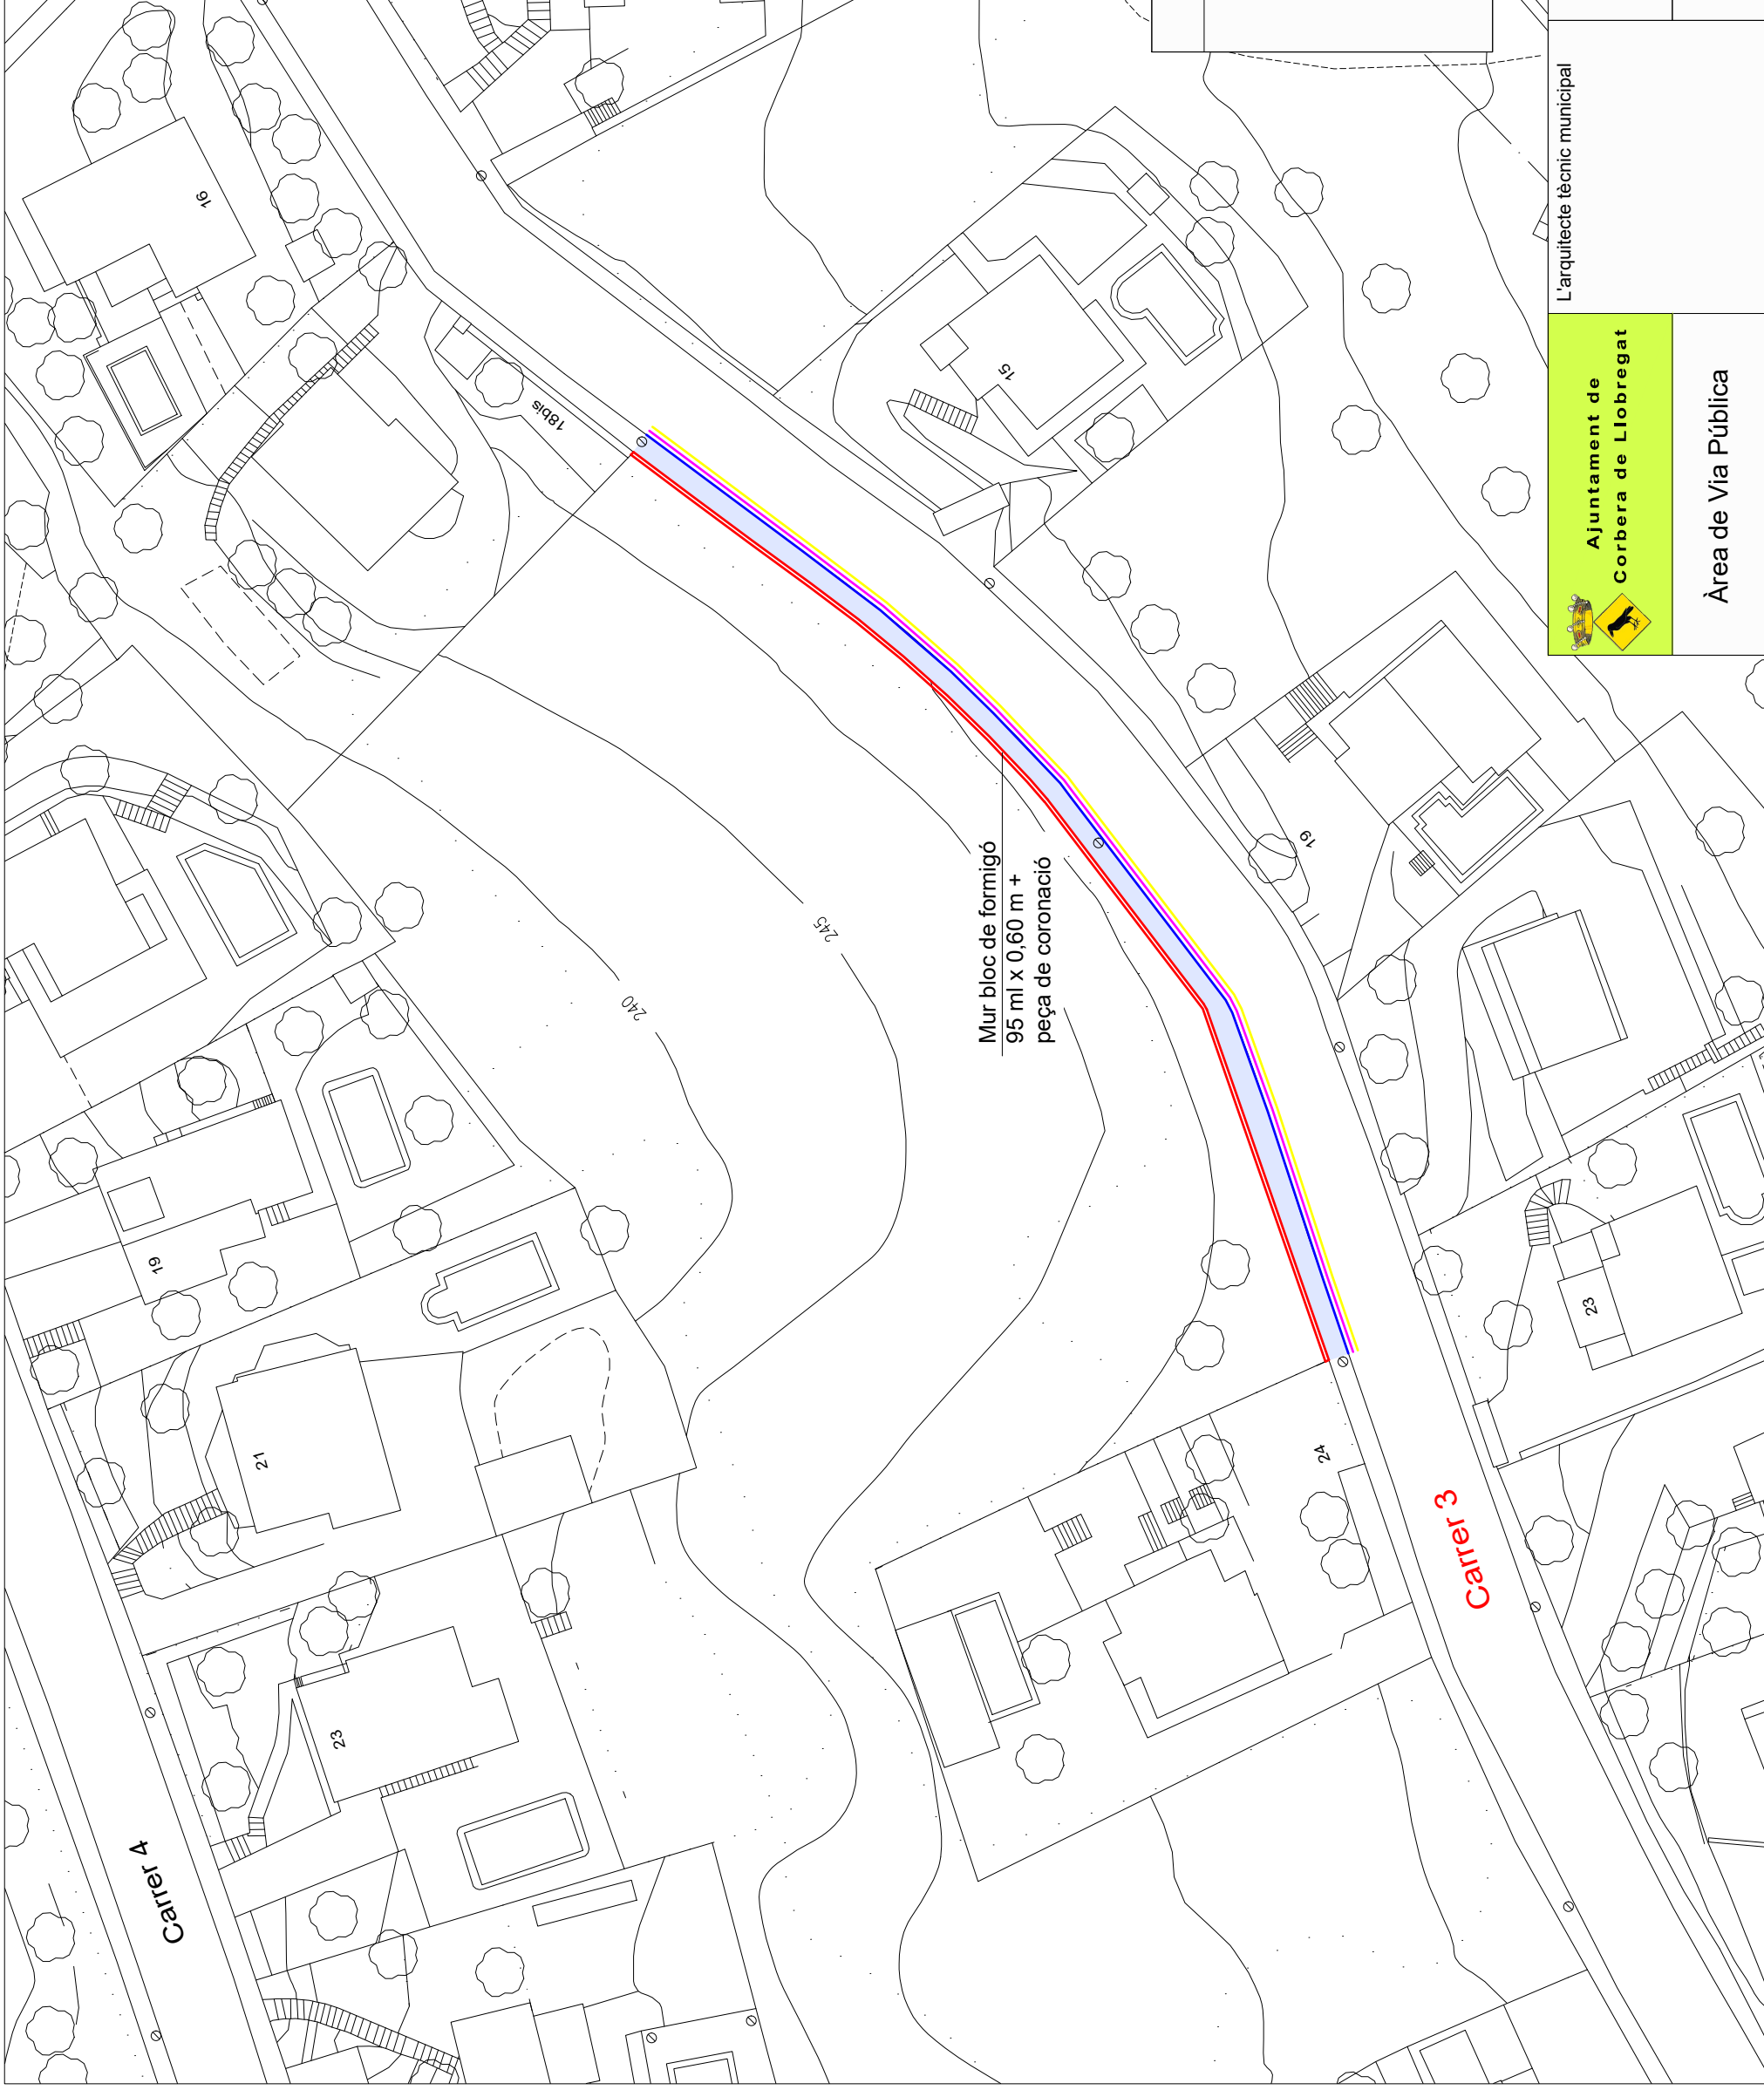 16
18bis
15
19
19
21
23
23
24
240
245
Mur bloc de formigó
95 ml x 0,60 m +
peça de coronació
Carrer 3
Carrer 4
L'arquitecte tècnic municipal
Ajuntament de
Corbera de Llobregat
Àrea de Via Pública